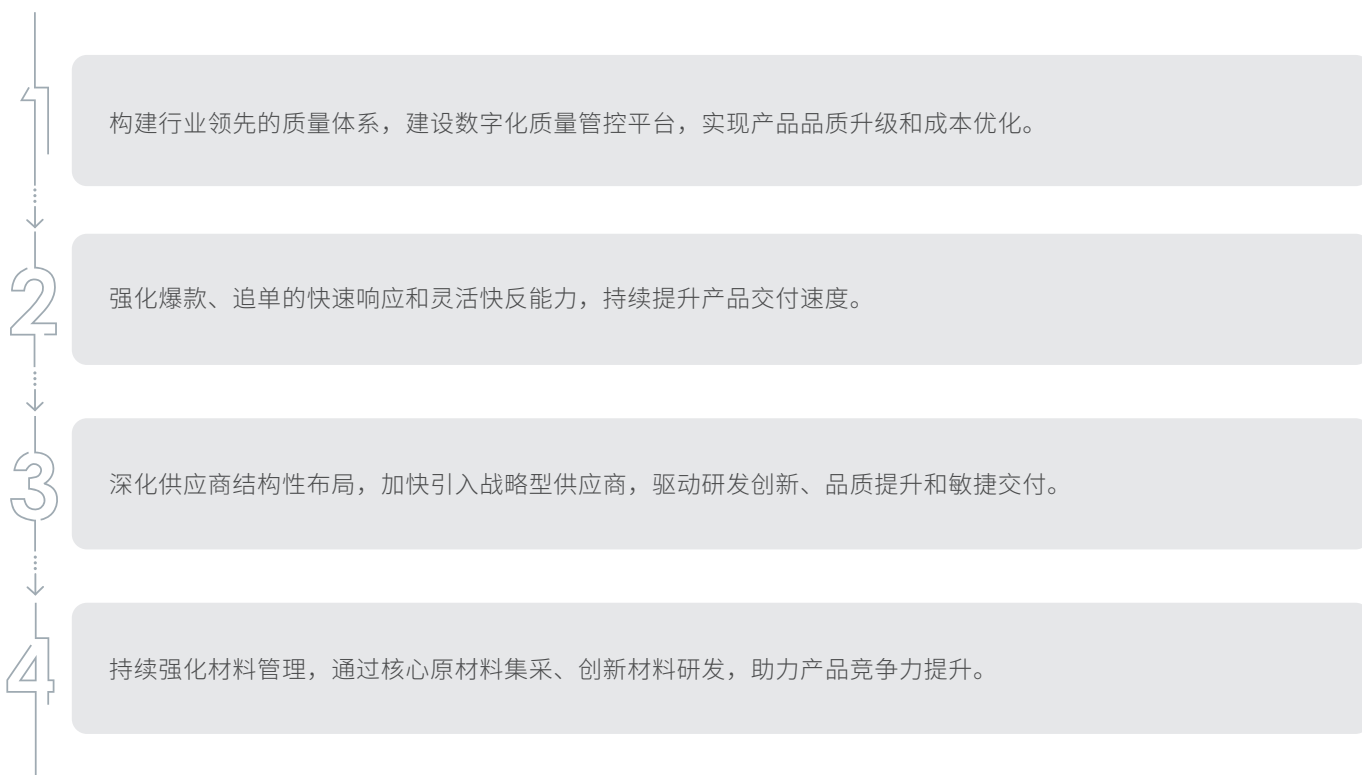 1
构建行业领先的质量体系，建设数字化质量管控平台，实现产品品质升级和成本优化。
2
强化爆款、追单的快速响应和灵活快反能力，持续提升产品交付速度。
3
深化供应商结构性布局，加快引入战略型供应商，驱动研发创新、品质提升和敏捷交付。
4
持续强化材料管理，通过核心原材料集采、创新材料研发，助力产品竞争力提升。